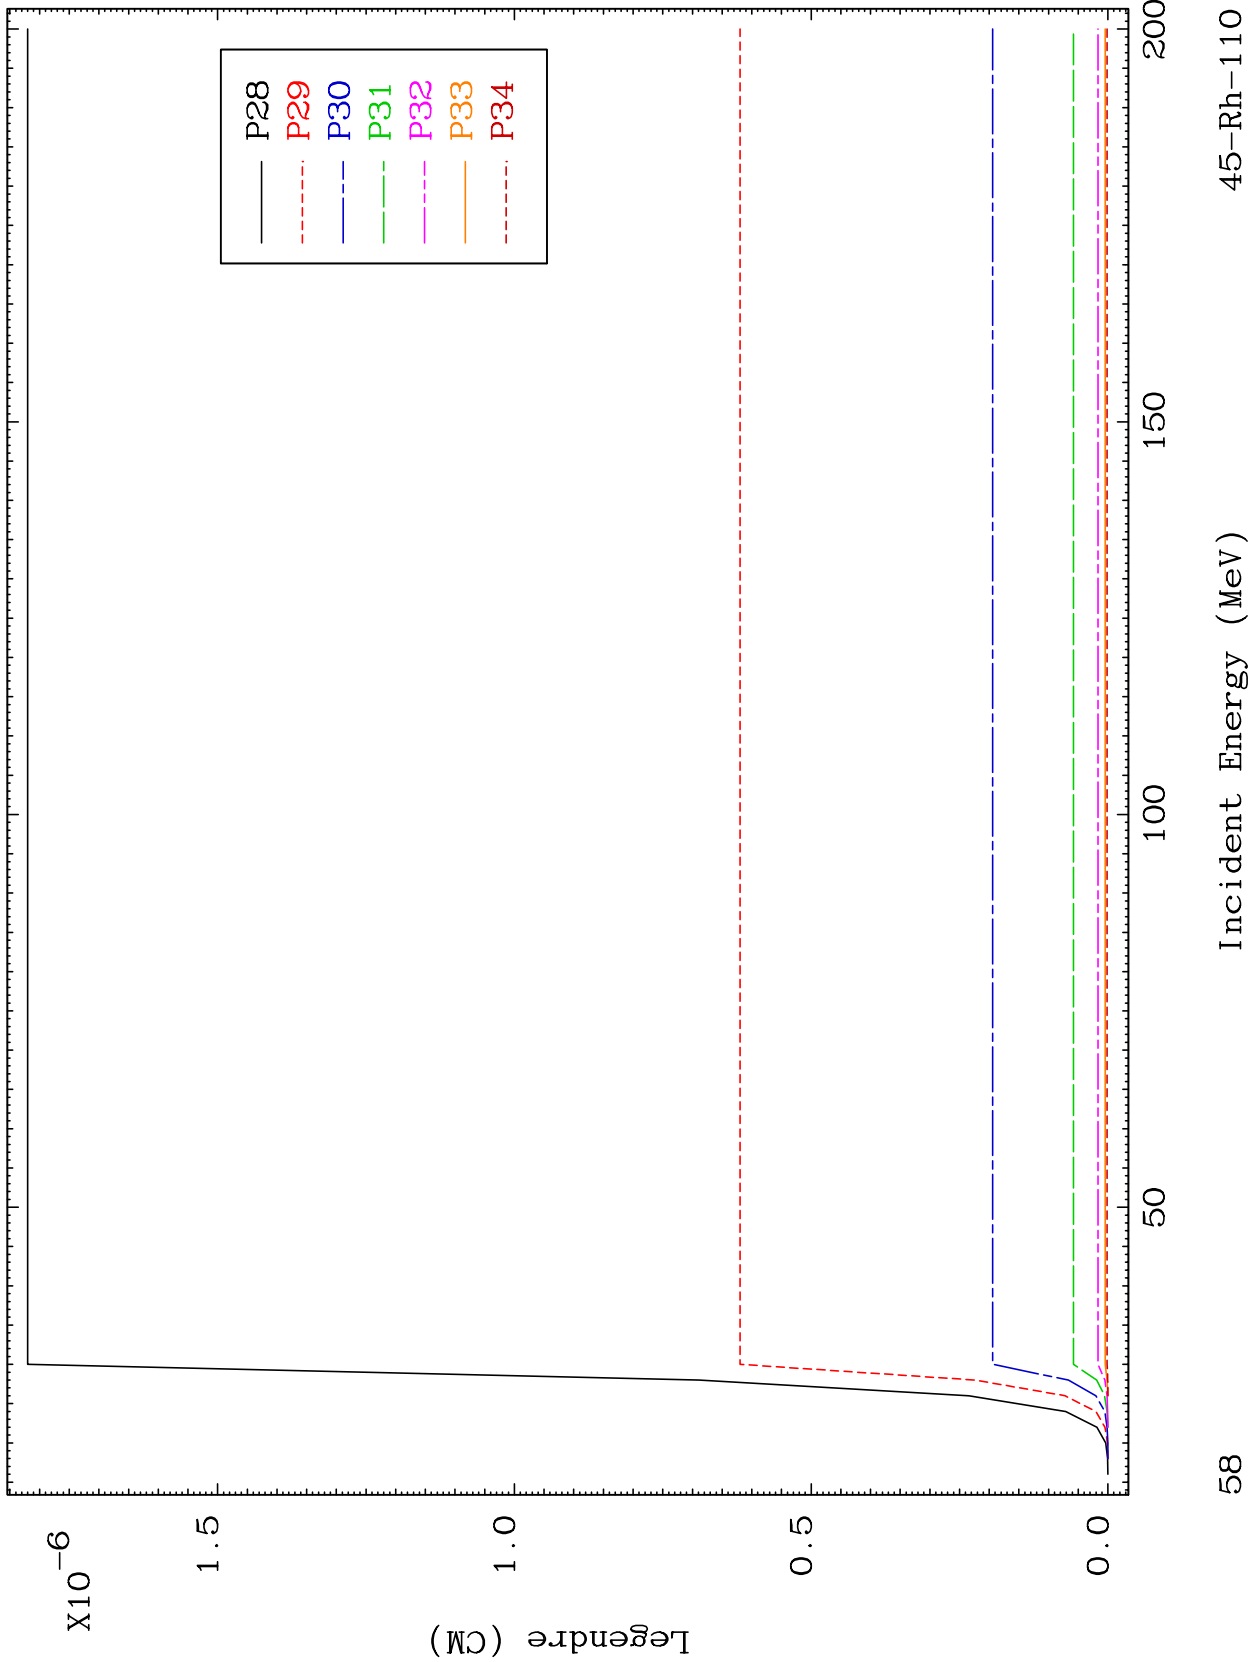 X10⁻⁶
Legendre (CM)
1.5
1.0
0.5
0.0
50
100
150
200
Incident Energy (MeV)
P28
P29
P30
P31
P32
P33
P34
58
45-Rh-110